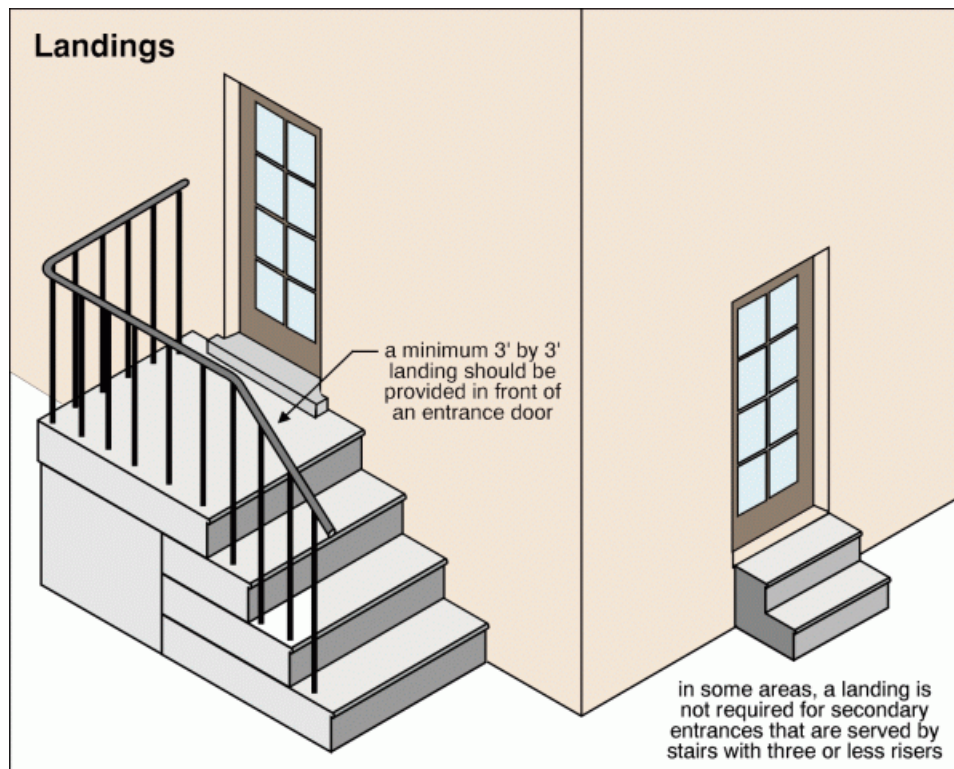 Landings
a minimum 3' by 3'
landing should be
provided in front of
an entrance door
in some areas, a landing is
not required for secondary
entrances that are served by
stairs with three or less risers